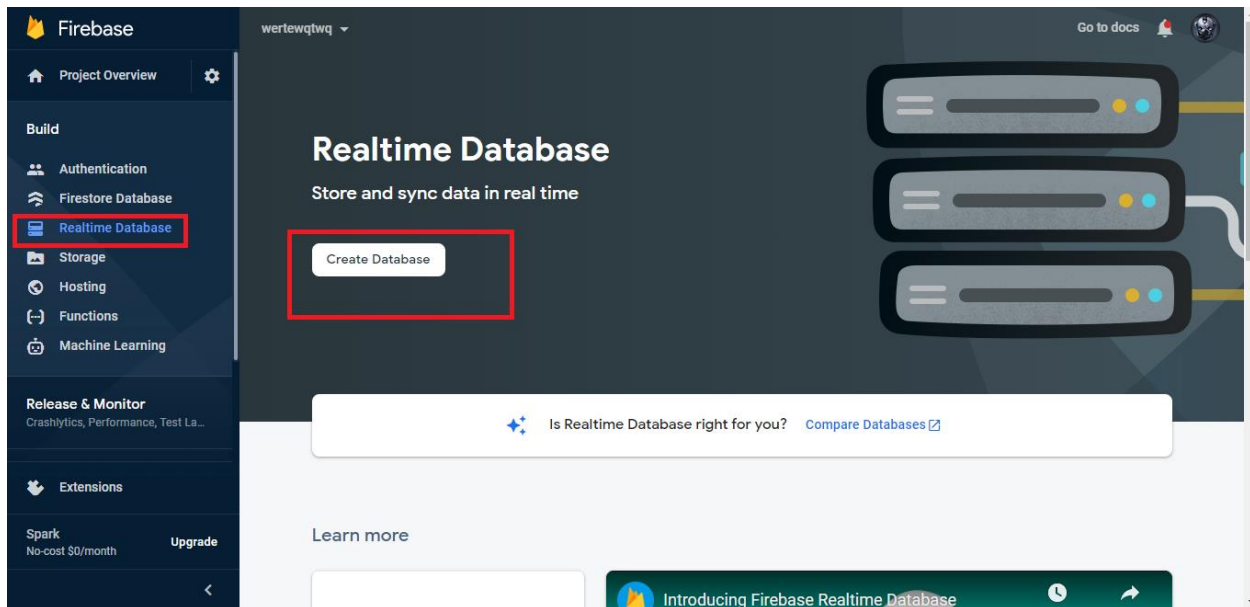 Firebase
Project Overview
Build
Authentication
Firestore Database
Realtime Database
Storage
Hosting
Functions
Machine Learning
Release & Monitor
Crashlytics, Performance, Test La...
Extensions
Spark
No-cost $0/month
Upgrade
wertewqtwq
Go to docs
Realtime Database
Store and sync data in real time
Create Database
Is Realtime Database right for you? Compare Databases
Learn more
Introducing Firebase Realtime Database